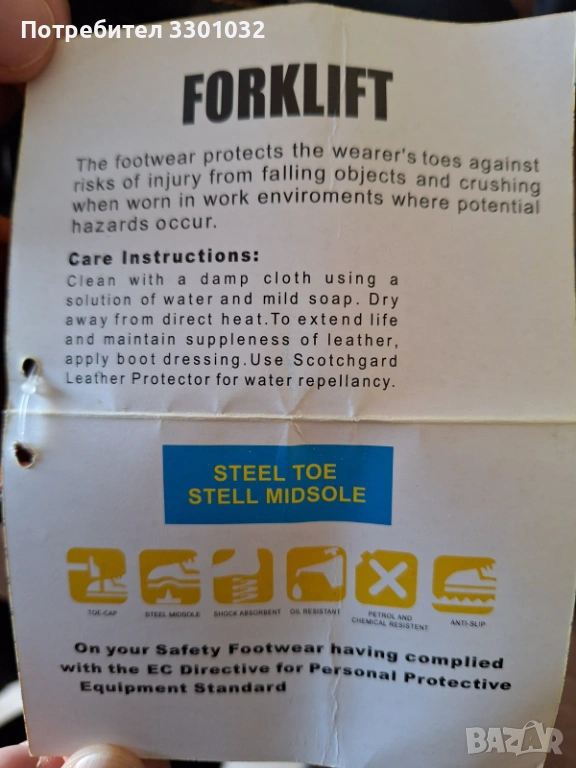 Потребител 3301032
FORKLIFT
The footwear protects the wearer's toes against
risks of injury from falling objects and crushing
when worn in work enviroments where potential
hazards occur.
Care Instructions:
Clean with a damp cloth using a
solution of water and mild soap. Dry
away from direct heat.To extend life
and maintain suppleness of leather,
apply boot dressing.Use Scotchgard
Leather Protector for water repellancy.
STEEL TOE
STELL MIDSOLE
TOE-CAP STEEL MIDSOLE SHOCK ABSORBENT OIL RESISTANT PETROL AND ANTI-SLIP
CHEMICAL RESISTENT
On your Safety Footwear having complied
with the EC Directive for Personal Protective
Equipment Standard
BAZAR